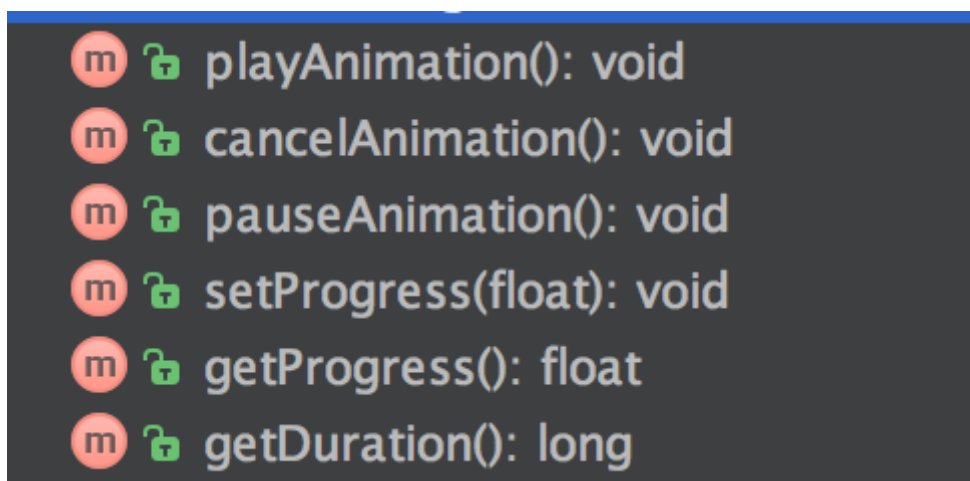 m playAnimation(): void
m cancelAnimation(): void
m pauseAnimation(): void
m setProgress(float): void
m getProgress(): float
m getDuration(): long